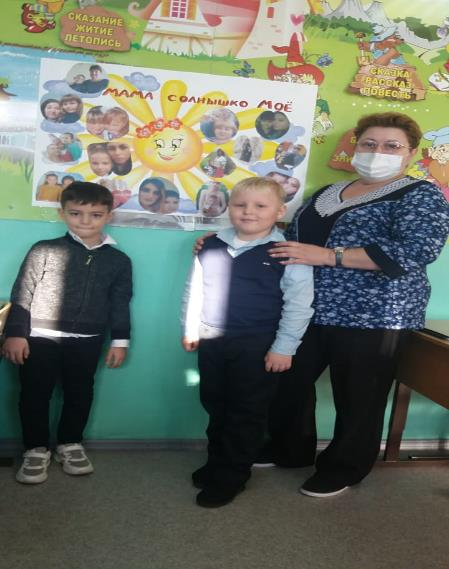 СКАЗАНИЕ
ЖИТИЕ
ЛЕТОПИСЬ
СКАЗКА
РАССКАЗ
ПОВЕСТЬ
МАМА СОЛНЫШКО МОЁ